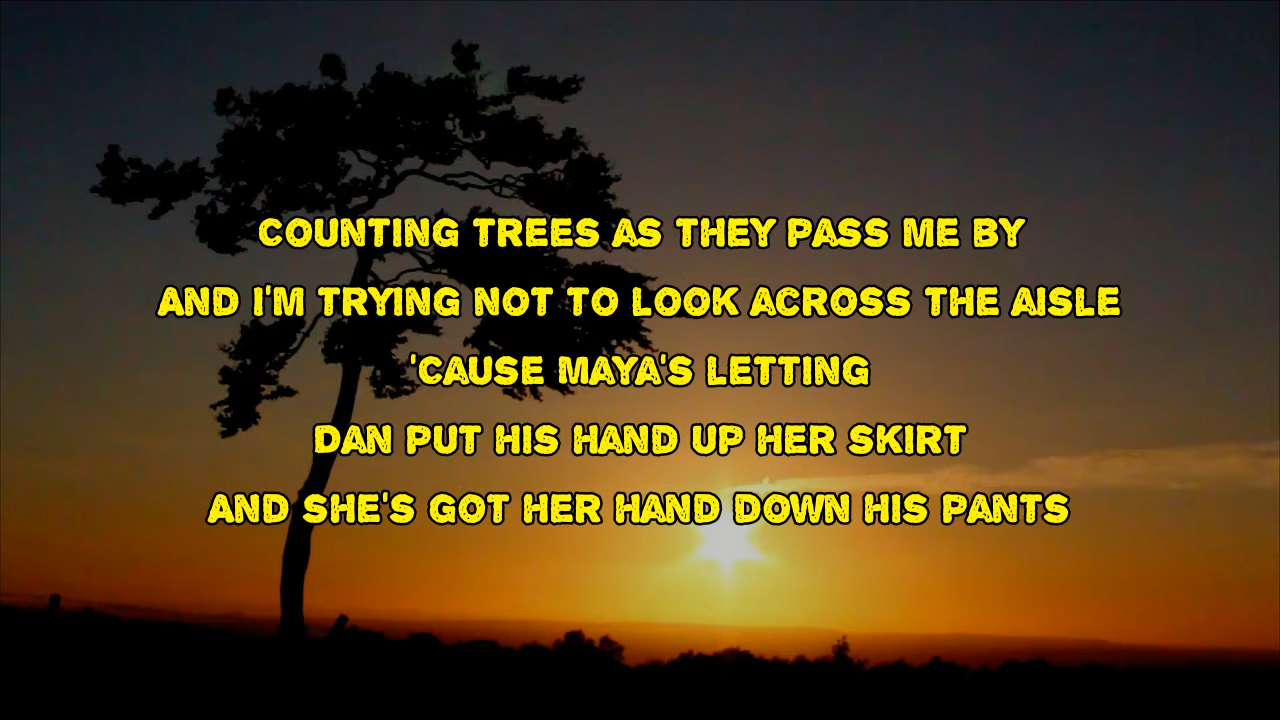 COUNTING TREES AS THEY PASS ME BY
AND I'M TRYING NOT TO LOOK ACROSS THE AISLE
'CAUSE MAYA'S LETTING
DAN PUT HIS HAND UP HER SKIRT
AND SHE'S GOT HER HAND DOWN HIS PANTS